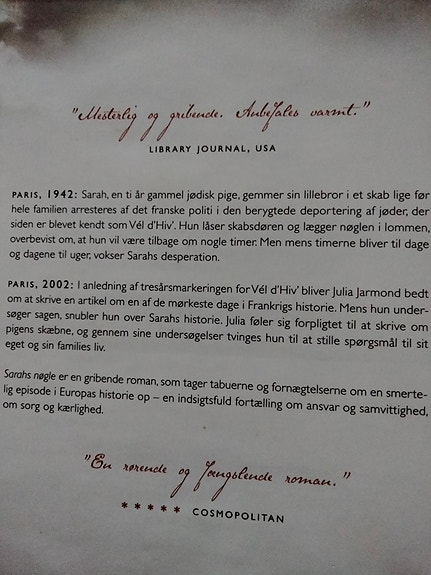 "Mesterlig og gribende. Anbefales varmt."
LIBRARY JOURNAL, USA
PARIS, 1942: Sarah, en ti år gammel jødisk pige, gemmer sin lillebror i et skab lige før
hele familien arresteres af det franske politi i den berygtede deportering af jøder, der
siden er blevet kendt som Vél d'Hiv'. Hun låser skabsdøren og lægger nøglen i lommen,
overbevist om, at hun vil være tilbage om nogle timer. Men mens timerne bliver til dage
og dagene til uger, vokser Sarahs desperation.
PARIS, 2002: I anledning af tresårsmarkeringen for Vél d'Hiv' bliver Julia Jarmond bedt
om at skrive en artikel om en af de mørkeste dage i Frankrigs historie. Mens hun under-
søger sagen, snubler hun over Sarahs historie. Julia føler sig forpligtet til at skrive om
pigens skæbne, og gennem sine undersøgelser tvinges hun til at stille spørgsmål til sit
eget og sin families liv.
Sarahs nøgle er en gribende roman, som tager tabuerne og fornægtelserne om en smerte-
lig episode i Europas historie op – en indsigtsfuld fortælling om ansvar og samvittighed,
om sorg og kærlighed.
"En rørende og fængslende roman."
★ ★ ★ ★ ★ COSMOPOLITAN